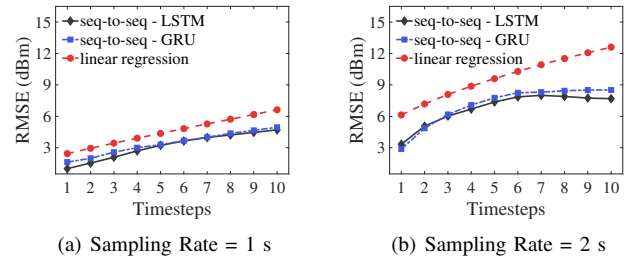 seq-to-seq - LSTM
seq-to-seq - GRU
linear regression
RMSE (dBm)
15
12
9
6
3
1 2 3 4 5 6 7 8 9 10
Timesteps
(a) Sampling Rate = 1 s
seq-to-seq - LSTM
seq-to-seq - GRU
linear regression
RMSE (dBm)
15
12
9
6
3
1 2 3 4 5 6 7 8 9 10
Timesteps
(b) Sampling Rate = 2 s